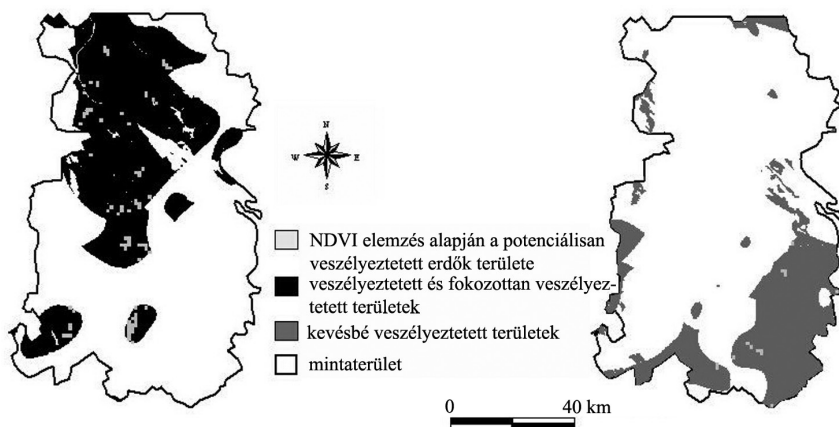 N
W E
S
NDVI elemzés alapján a potenciálisan
veszélyeztetett erdők területe
veszélyeztetett és fokozottan veszélyez-
tetett területek
kevésbé veszélyeztetett területek
mintaterület
0 40 km